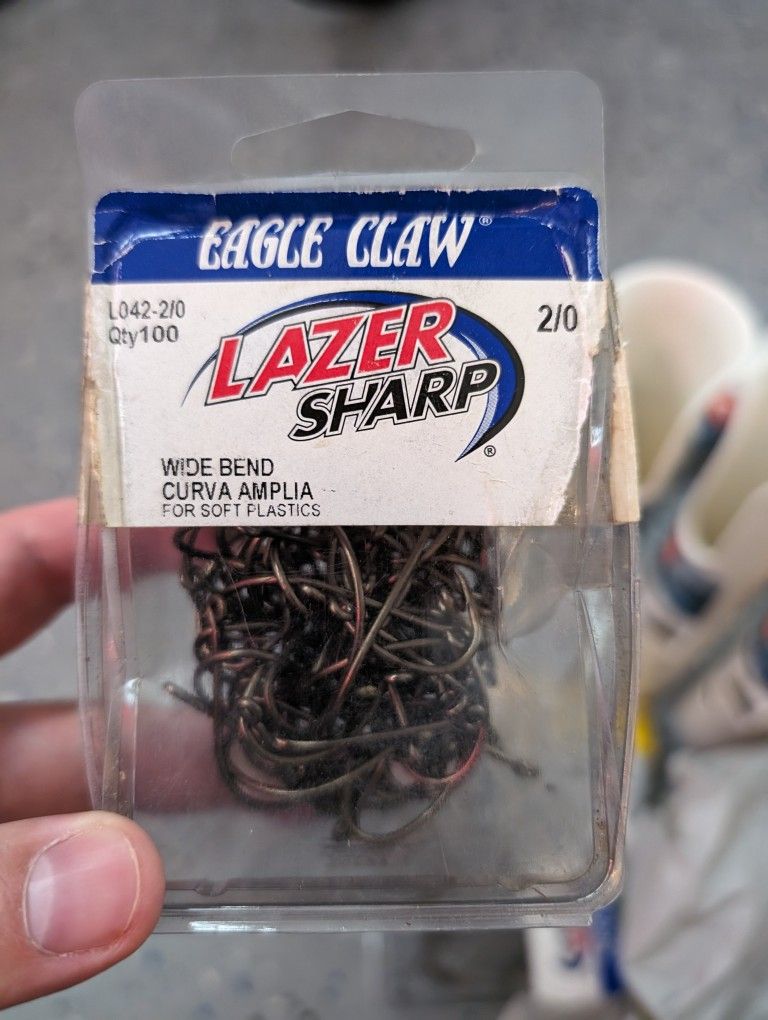 EAGLE CLAW®
L042-2/0
Qty100
2/0
LAZER
SHARP®
WIDE BEND
CURVA AMPLIA
FOR SOFT PLASTICS